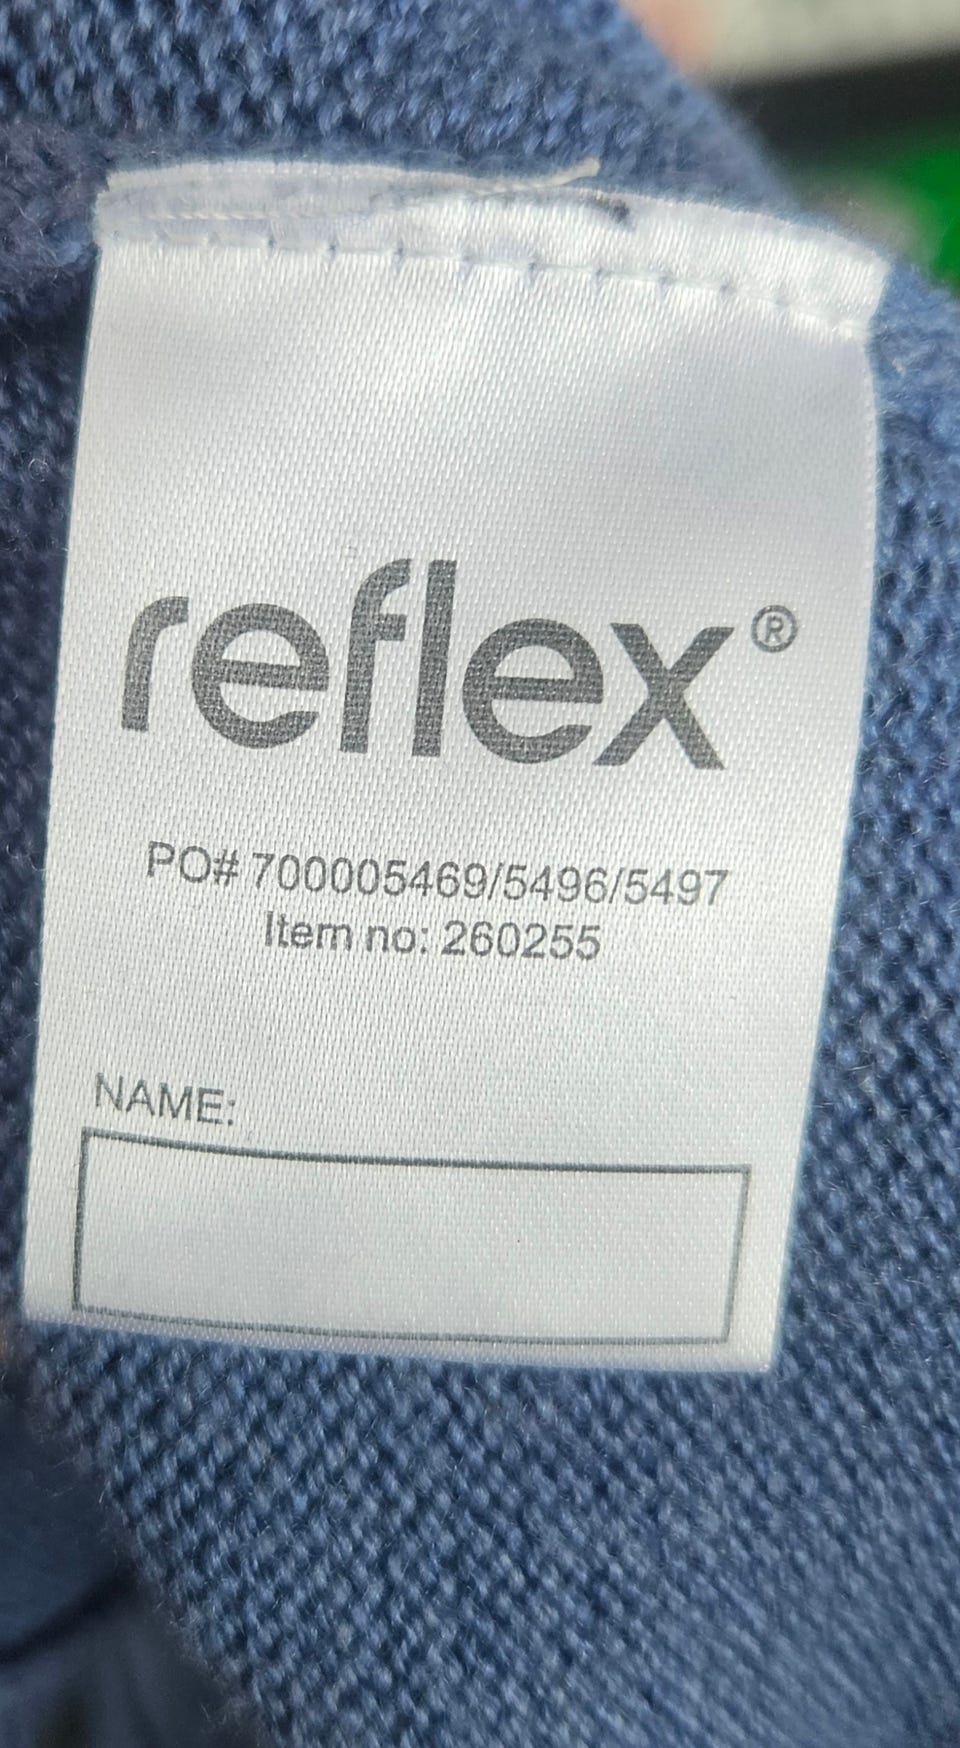 reflex®
PO# 700005469/5496/5497
Item no: 260255
NAME: